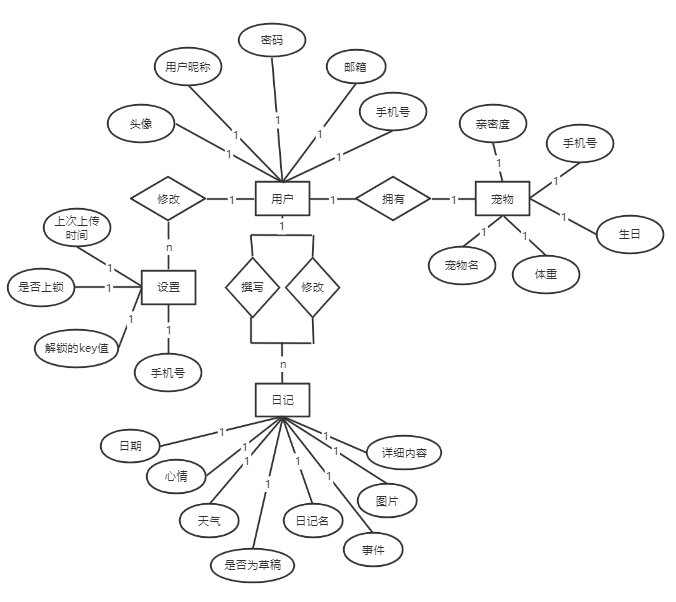 密码
用户昵称
邮箱
头像
手机号
亲密度
手机号
1
1
1
1
1
1
1
修改
1
用户
1
拥有
1
宠物
1
上次上传
时间
1
生日
n
1
1
1
宠物名
体重
是否上锁
1
设置
撰写
修改
1
解锁的key值
1
手机号
n
日记
日期
1
1
详细内容
心情
1
1
1
1
1
1
图片
天气
日记名
事件
是否为草稿